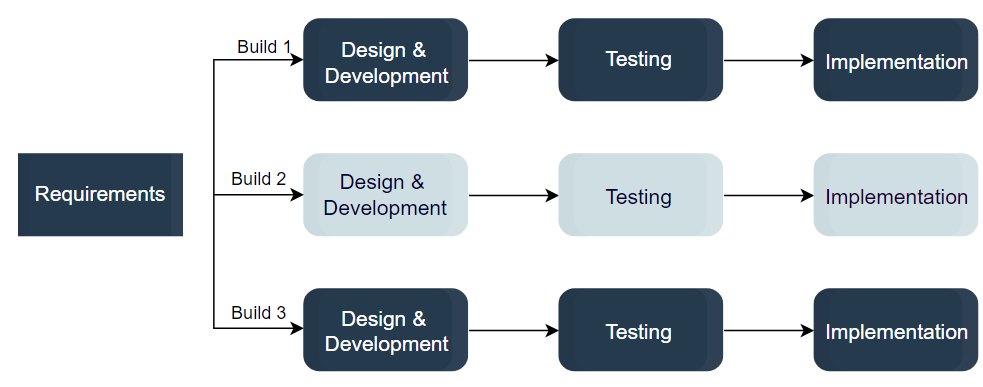 Build 1
Design &
Development
Testing
Implementation
Requirements
Build 2
Design &
Development
Testing
Implementation
Build 3
Design &
Development
Testing
Implementation